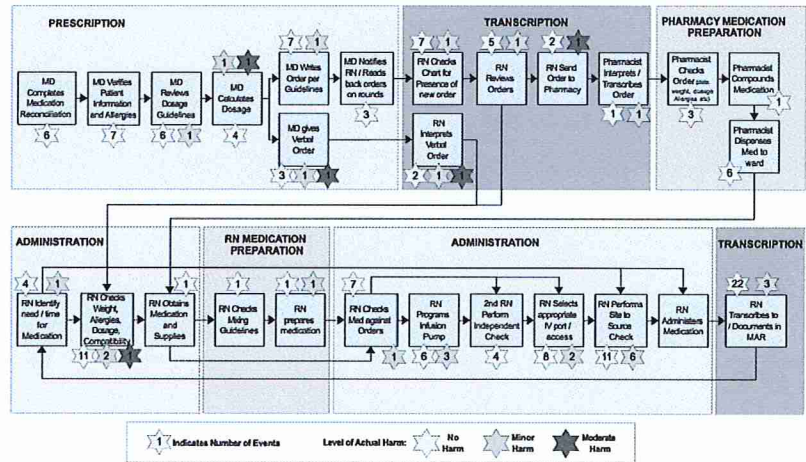 PRESCRIPTION
TRANSCRIPTION
PHARMACY MEDICATION
PREPARATION
MD
Completes
Medication
Reconciliation
6
MD Verifies
Patient
Information
and Allergies
7
MD
Reviews
Dosage
Guidelines
6
1
1
1
MD
Calculates
Dosage
4
7
1
MD Writes
Order per
Guidelines
MD Notifies
RN / Reads
back orders
on rounds
3
MD gives
Verbal
Order
3
1
1
7
1
RN Checks
Chart for
Presence of
new order
5
1
RN
Reviews
Orders
2
1
RN Send
Order to
Pharmacy
Pharmacist
Interprets /
Transcribes
Order
1
1
RN
Interprets
Verbal
Order
2
1
1
Pharmacist
Checks
Order
weight, dosage
Allergies etc)
3
Pharmacist
Compounds
Medication
1
Pharmacist
Dispenses
Med to
ward
6
ADMINISTRATION
RN MEDICATION
PREPARATION
ADMINISTRATION
TRANSCRIPTION
4
1
RN Identify
need / time
for
Medication
RN Checks
Weight,
Allergies,
Dosage,
Compatibility
11
2
1
1
RN Obtains
Medication
and
Supplies
1
RN Checks
Mixing
Guidelines
1
1
RN
prepares
medication
7
RN Checks
Med against
Orders
1
RN
Programs
Infusion
Pump
6
3
2nd RN
Perform
Independent
Check
4
RN Selects
appropriate
IV port /
access
8
2
RN Performs
Site to
Source
Check
11
6
RN
Administers
Medication
22
3
RN
Transcribes to
/ Documents in
MAR
1 Indicates Number of Events
Level of Actual Harm:
No
Harm
Minor
Harm
Moderate
Harm